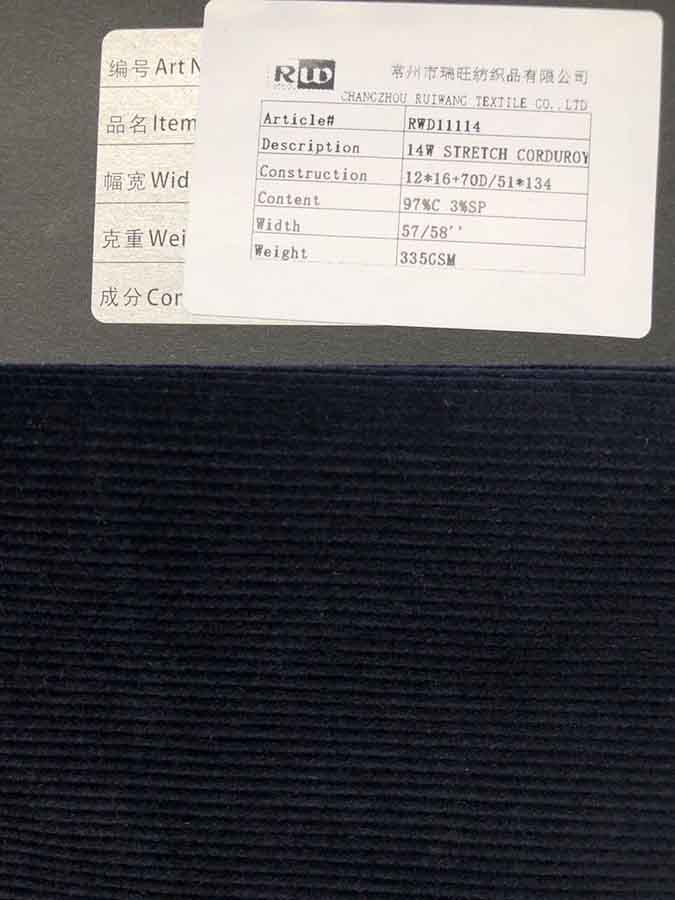 编号 Art N
品名 Item
幅宽 Wid
克重 Wei
成分 Con
RW
常州市瑞旺纺织品有限公司
CHANGZHOU RUIWANG TEXTILE CO., LTD
Article# RWD11114
Description 14W STRETCH CORDUROY
Construction 12*16+70D/51*134
Content 97%C 3%SP
Width 57/58''
Weight 335GSM